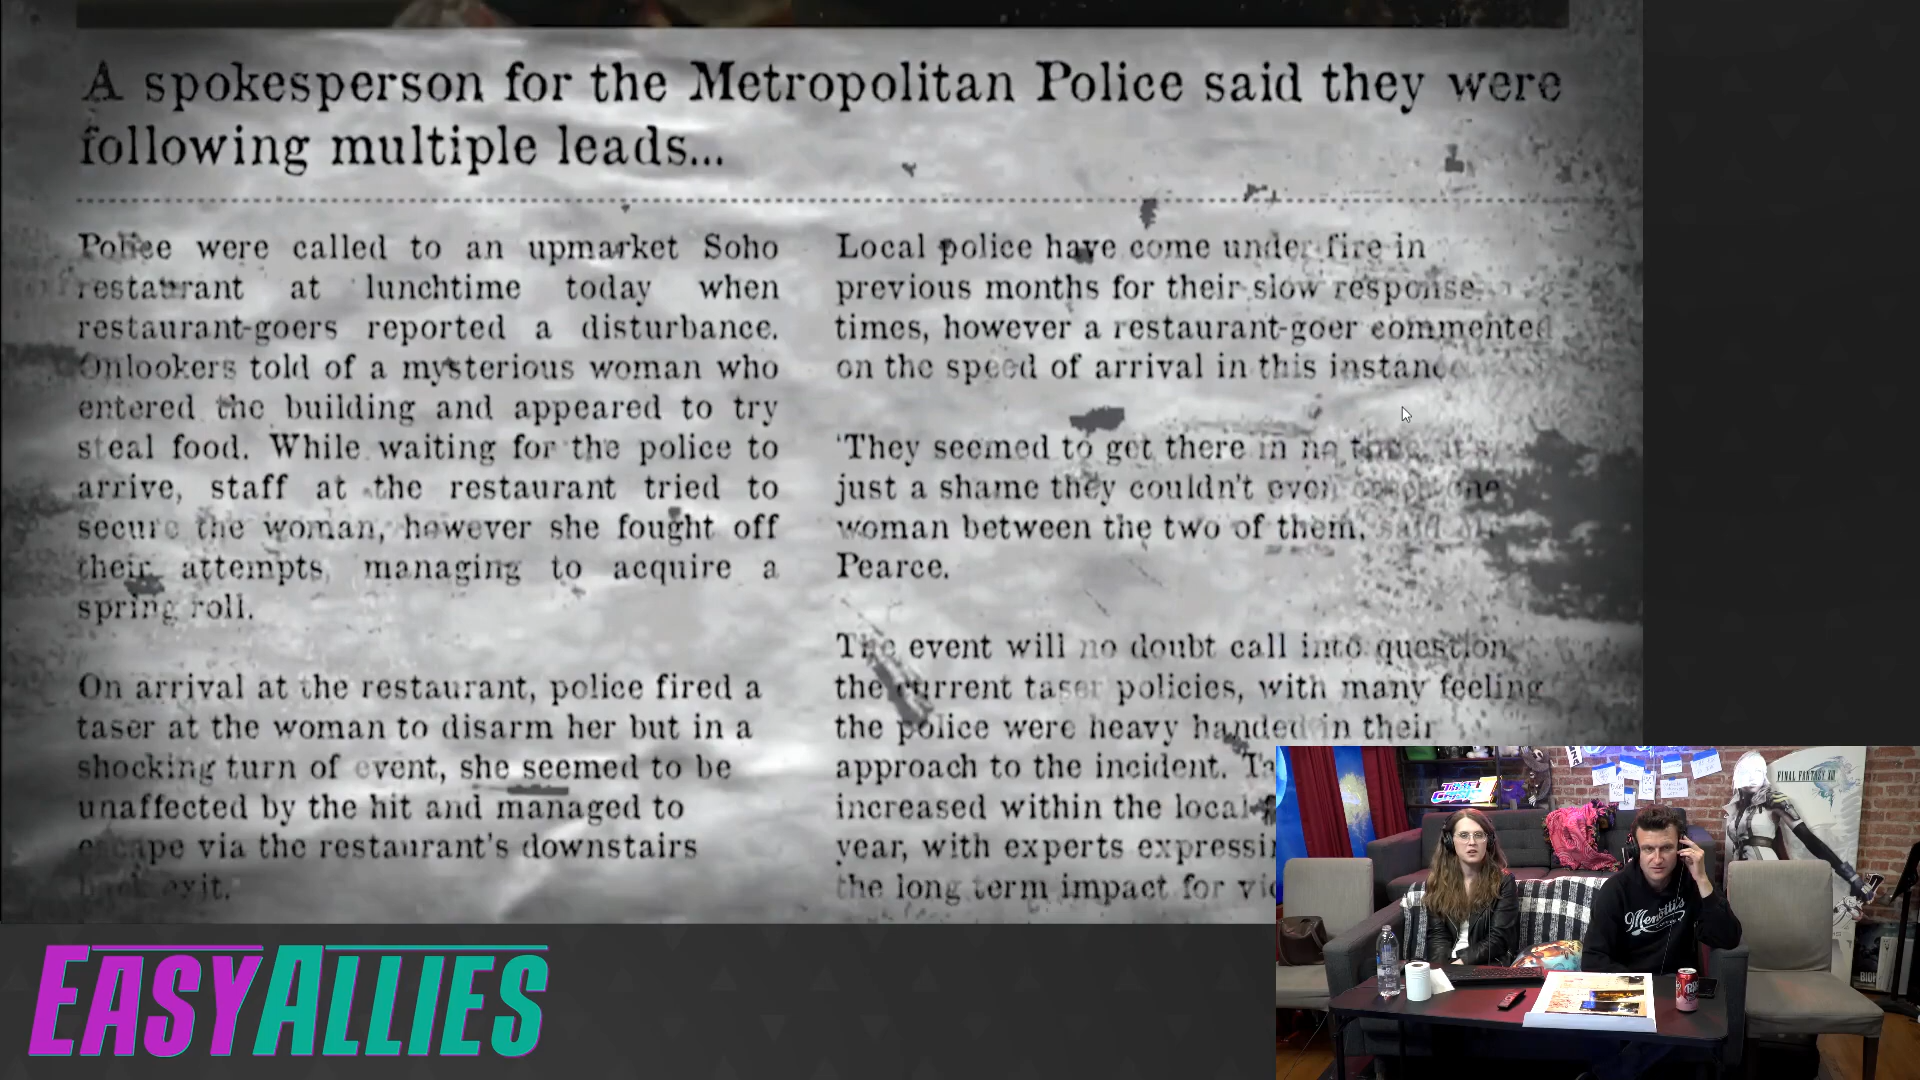 A spokesperson for the Metropolitan Police said they were
following multiple leads...
Police were called to an upmarket Soho
restaurant at lunchtime today when
restaurant-goers reported a disturbance.
Onlookers told of a mysterious woman who
entered the building and appeared to try
steal food. While waiting for the police to
arrive, staff at the restaurant tried to
secure the woman, however she fought off
their attempts, managing to acquire a
spring roll.
On arrival at the restaurant, police fired a
taser at the woman to disarm her but in a
shocking turn of event, she seemed to be
unaffected by the hit and managed to
escape via the restaurant's downstairs
back exit.
Local police have come under fire in
previous months for their slow response
times, however a restaurant-goer commented
on the speed of arrival in this instance
'They seemed to get there in no time, it's
just a shame they couldn't even one
woman between the two of them, said
Pearce.
The event will no doubt call into question
the current taser policies, with many feeling
the police were heavy handed in their
approach to the incident.
increased within the local
year, with experts
the long term impact for
EASYALLIES
FINAL FANTASY XIII
Menotti's